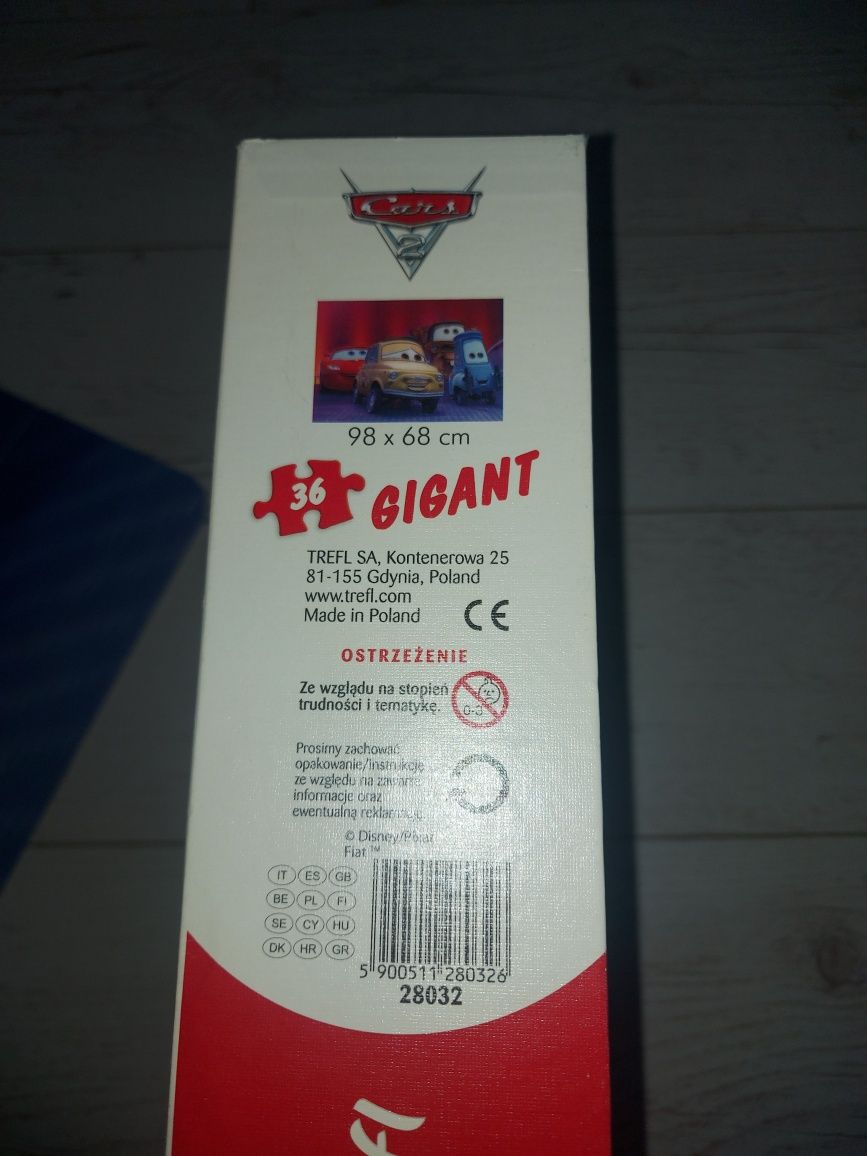 Cars
2
98 x 68 cm
36 GIGANT
TREFL SA, Kontenerowa 25
81-155 Gdynia, Poland
www.trefl.com
Made in Poland CE
OSTRZEŻENIE
Ze względu na stopień
trudności i tematykę.
0-3
Prosimy zachować
opakowanie/instrukcję
ze względu na zawarte
informacje oraz
ewentualną reklamację.
© Disney/Pixar
Fiat™
IT ES GB
BE PL FI
SE CY HU
DK HR GR
5 900511 280326
28032
fl